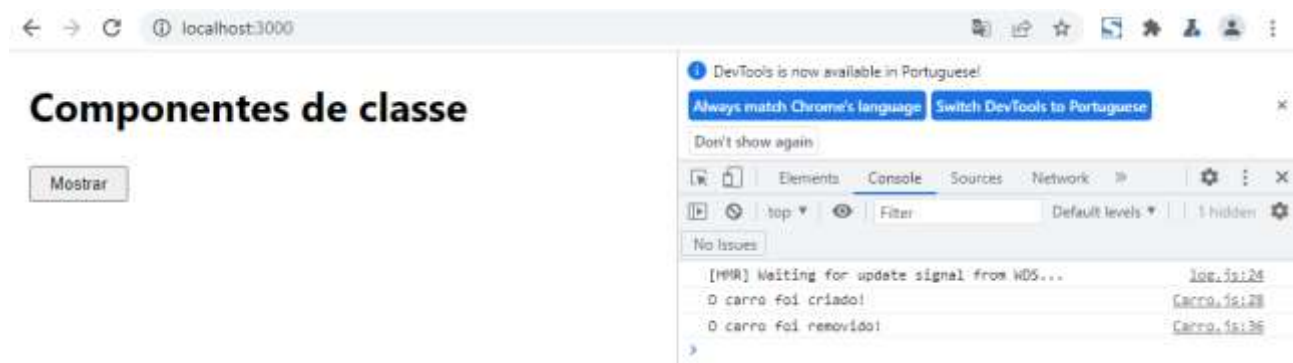 localhost:3000
Componentes de classe
Mostrar
DevTools is now available in Portuguese!
Always match Chrome's language Switch DevTools to Portuguese
Don't show again
Elements Console Sources Network »
top ▼ Filter Default levels ▼ 1 hidden
No Issues
[HMR] Waiting for update signal from WDS... log.js:24
O carro foi criado! Carro.js:28
O carro foi removido! Carro.js:36